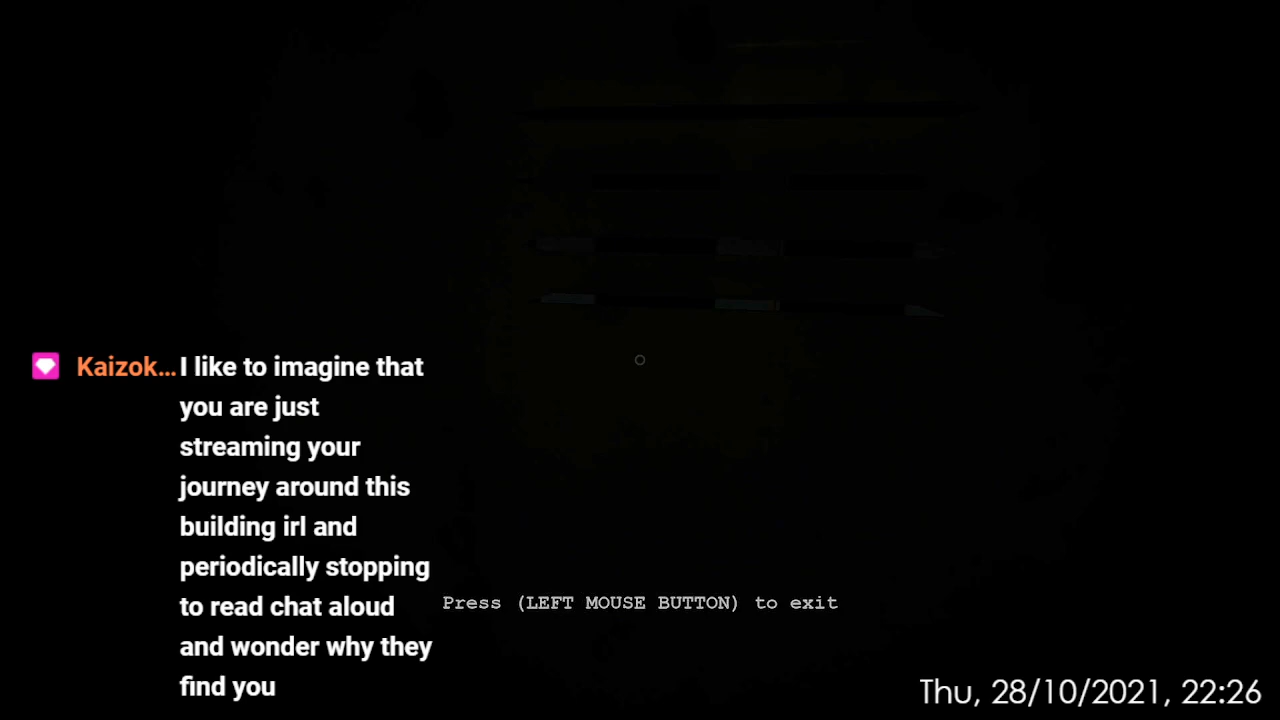 Kaizok… I like to imagine that
you are just
streaming your
journey around this
building irl and
periodically stopping
to read chat aloud
and wonder why they
find you
Press (LEFT MOUSE BUTTON) to exit
Thu, 28/10/2021, 22:26